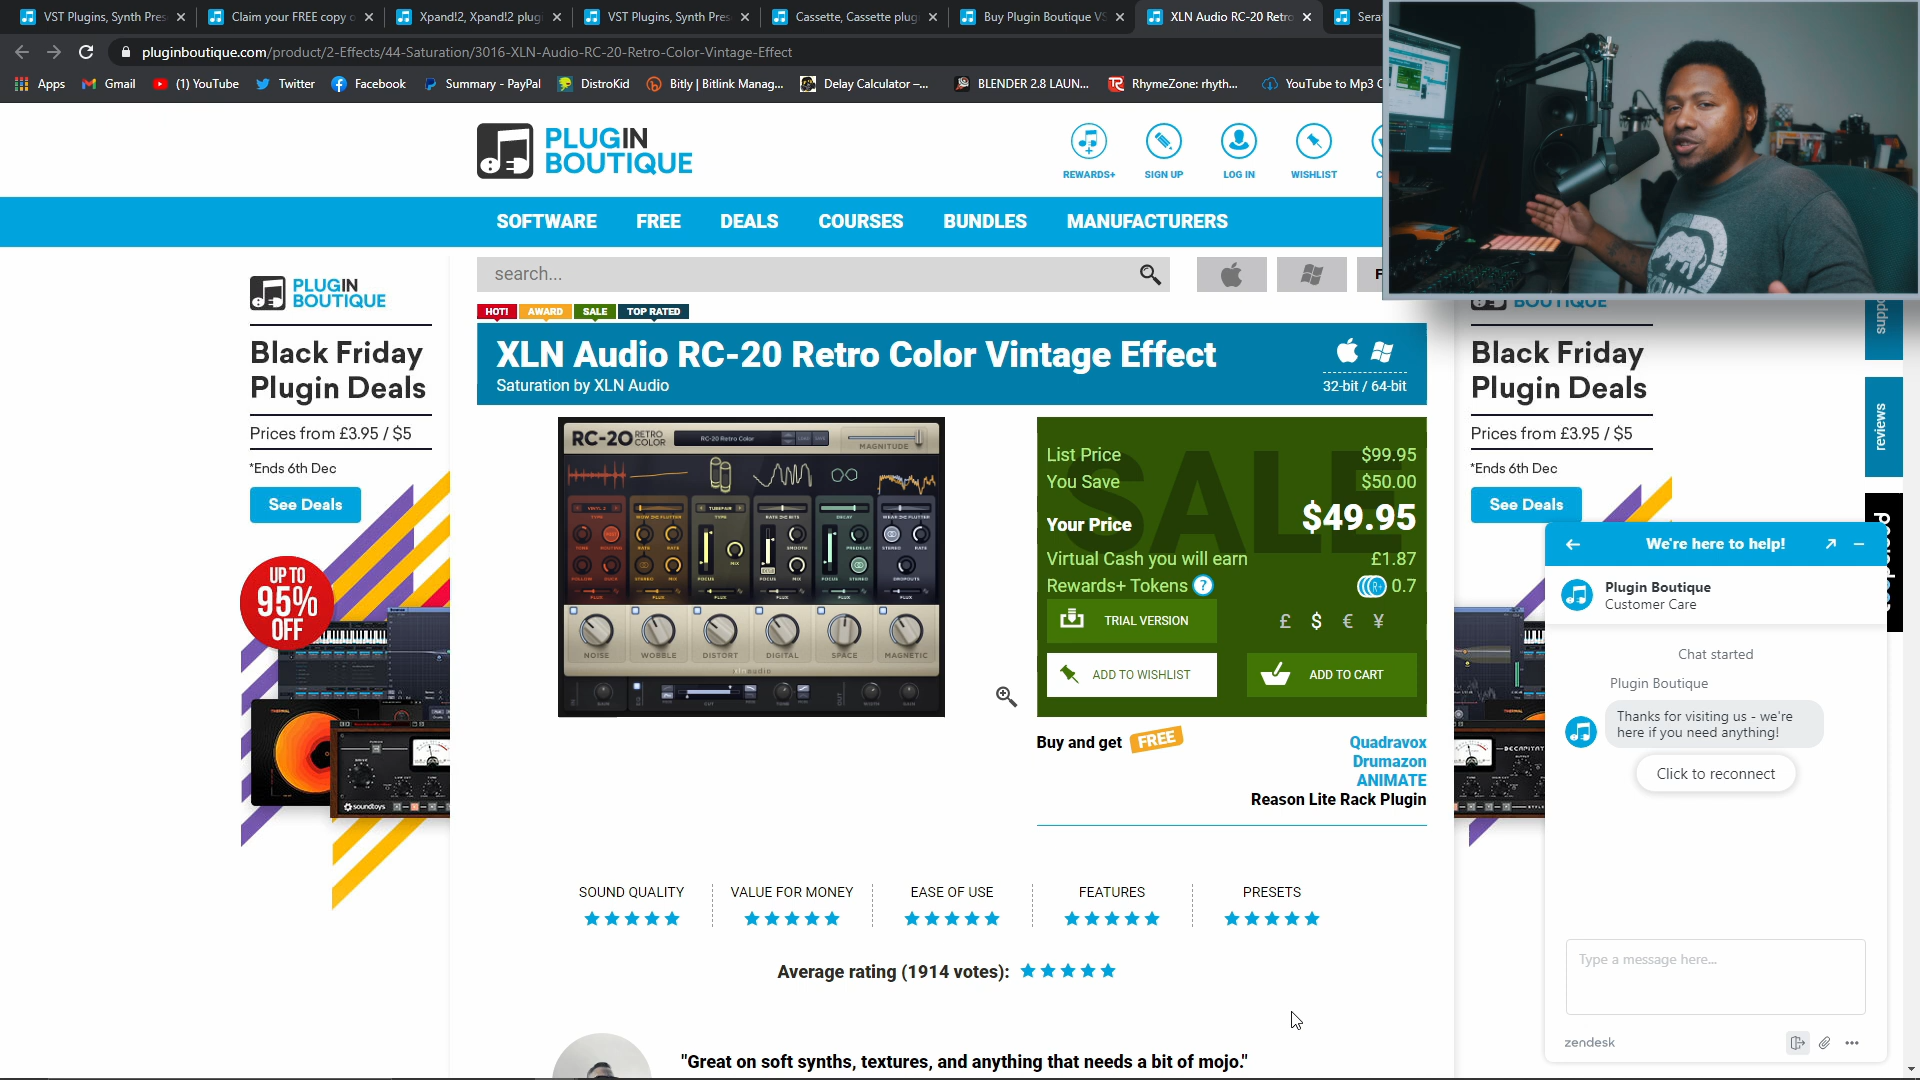 VST Plugins, Synth Pres
Claim your FREE copy o
Xpand!2, Xpand!2 plug
VST Plugins, Synth Pres
Cassette, Cassette plug
Buy Plugin Boutique VS
XLN Audio RC-20 Retro
Sera
pluginboutique.com/product/2-Effects/44-Saturation/3016-XLN-Audio-RC-20-Retro-Color-Vintage-Effect
Apps
Gmail
(1) YouTube
Twitter
Facebook
Summary - PayPal
DistroKid
Bitly | Bitlink Manag...
Delay Calculator –...
BLENDER 2.8 LAUN...
RhymeZone: rhyth...
YouTube to Mp3 C
PLUGIN
BOUTIQUE
REWARDS+
SIGN UP
LOG IN
WISHLIST
SOFTWARE
FREE
DEALS
COURSES
BUNDLES
MANUFACTURERS
search...
HOT!
AWARD
SALE
TOP RATED
XLN Audio RC-20 Retro Color Vintage Effect
Saturation by XLN Audio
32-bit / 64-bit
PLUGIN
BOUTIQUE
Black Friday
Plugin Deals
Prices from £3.95 / $5
*Ends 6th Dec
See Deals
UP TO
95%
OFF
soundtoys
RC-20 RETRO
COLOR
RC-20 Retro Color
MAGNITUDE
NOISE
WOBBLE
DISTORT
DIGITAL
SPACE
MAGNETIC
SALE
List Price
$99.95
You Save
$50.00
Your Price
$49.95
Virtual Cash you will earn
£1.87
Rewards+ Tokens ?
0.7
TRIAL VERSION
£ $ € ¥
ADD TO WISHLIST
ADD TO CART
Buy and get FREE
Quadravox
Drumazon
ANIMATE
Reason Lite Rack Plugin
SOUND QUALITY
VALUE FOR MONEY
EASE OF USE
FEATURES
PRESETS
Average rating (1914 votes):
"Great on soft synths, textures, and anything that needs a bit of mojo."
BOUTIQUE
Black Friday
Plugin Deals
Prices from £3.95 / $5
*Ends 6th Dec
See Deals
reviews
We're here to help!
Plugin Boutique
Customer Care
Chat started
Plugin Boutique
Thanks for visiting us - we're
here if you need anything!
Click to reconnect
Type a message here...
zendesk